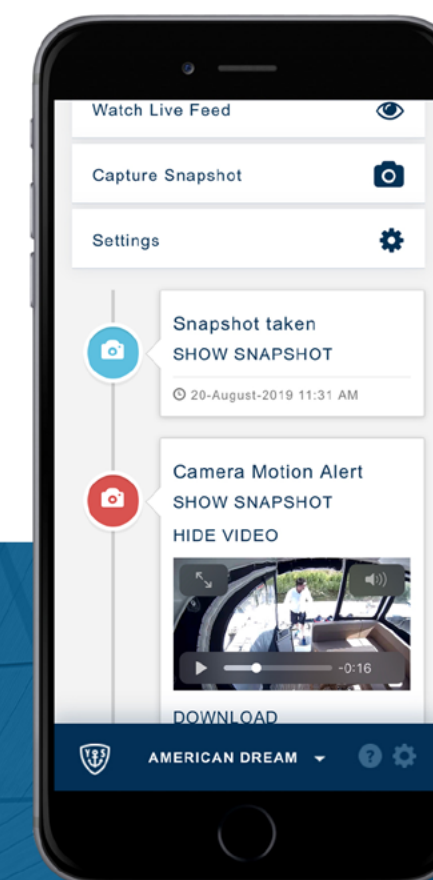 Watch Live Feed
Capture Snapshot
Settings
Snapshot taken
SHOW SNAPSHOT
20-August-2019 11:31 AM
Camera Motion Alert
SHOW SNAPSHOT
HIDE VIDEO
-0:16
DOWNLOAD
Y S
AMERICAN DREAM
?